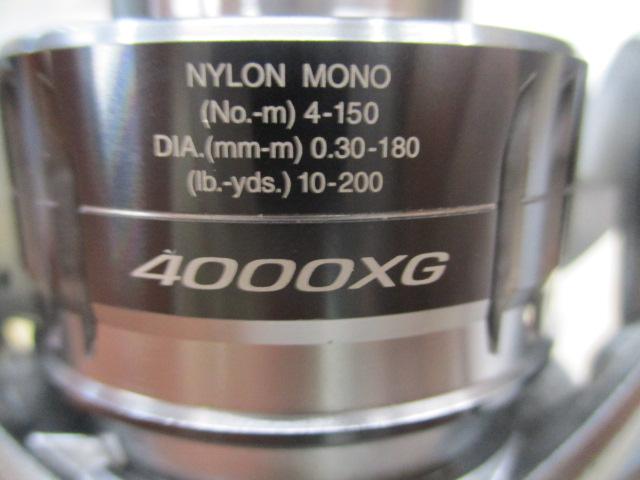 NYLON MONO
(No.-m) 4-150
DIA.(mm-m) 0.30-180
(lb.-yds.) 10-200
4000XG